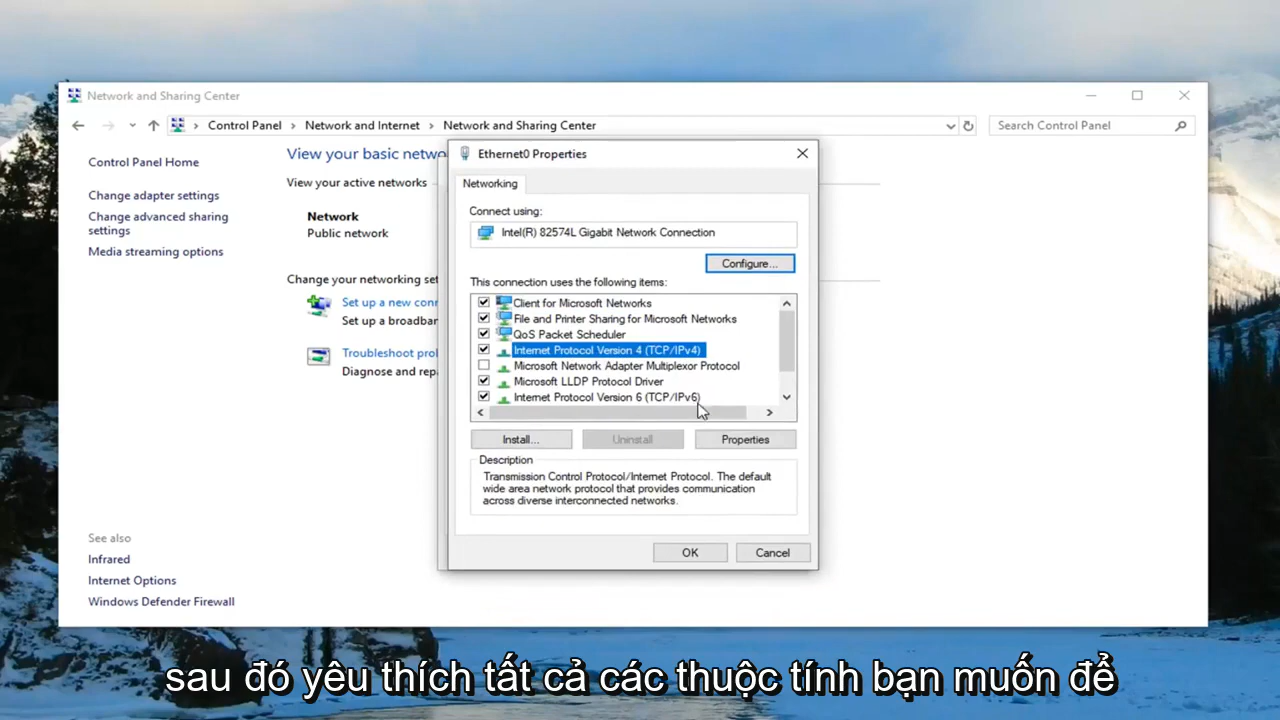 Network and Sharing Center
Control Panel > Network and Internet > Network and Sharing Center
Search Control Panel
Control Panel Home
Change adapter settings
Change advanced sharing
settings
Media streaming options
See also
Infrared
Internet Options
Windows Defender Firewall
View your basic netwo
View your active networks
Network
Public network
Change your networking set
Set up a new conn
Set up a broadban
Troubleshoot prob
Diagnose and repa
Ethernet0 Properties
Networking
Connect using:
Intel(R) 82574L Gigabit Network Connection
Configure...
This connection uses the following items:
Client for Microsoft Networks
File and Printer Sharing for Microsoft Networks
QoS Packet Scheduler
Internet Protocol Version 4 (TCP/IPv4)
Microsoft Network Adapter Multiplexor Protocol
Microsoft LLDP Protocol Driver
Internet Protocol Version 6 (TCP/IPv6)
Install...
Uninstall
Properties
Description
Transmission Control Protocol/Internet Protocol. The default
wide area network protocol that provides communication
across diverse interconnected networks.
OK
Cancel
sau đó yêu thích tất cả các thuộc tính bạn muốn để